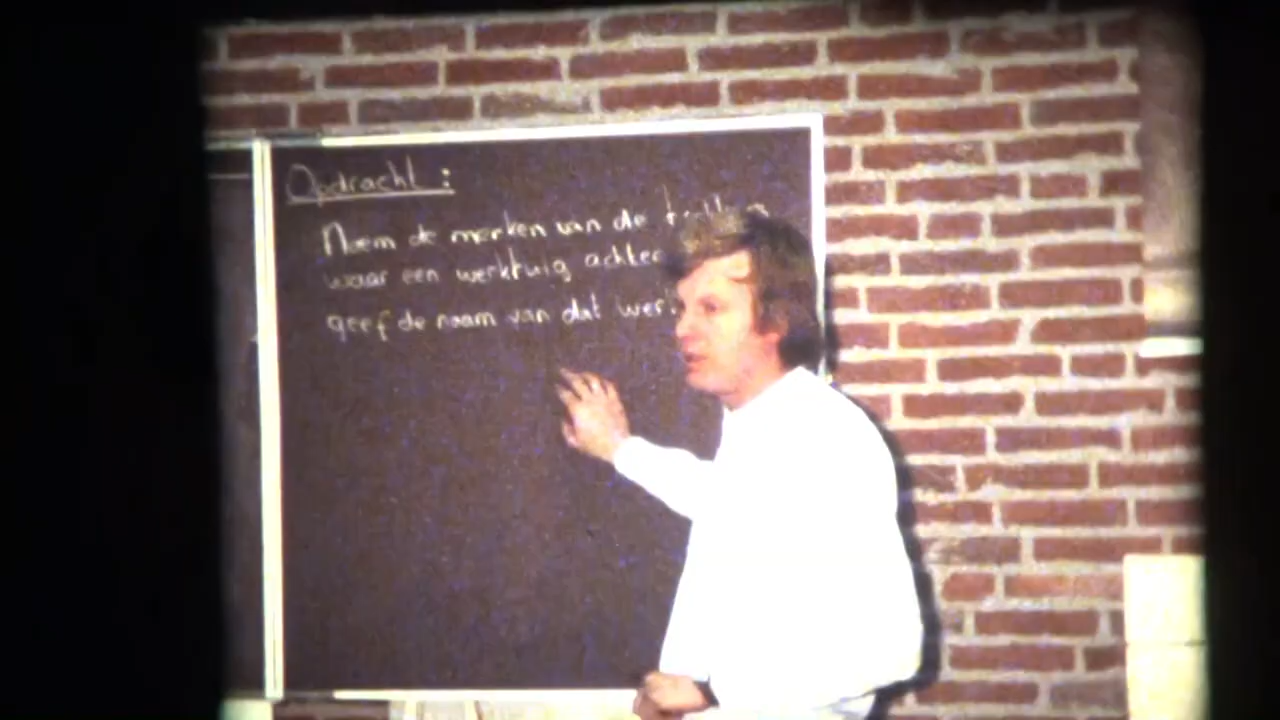 Opdracht :
Noem de merken van de
waar een werktuig achter
geef de naam van dat